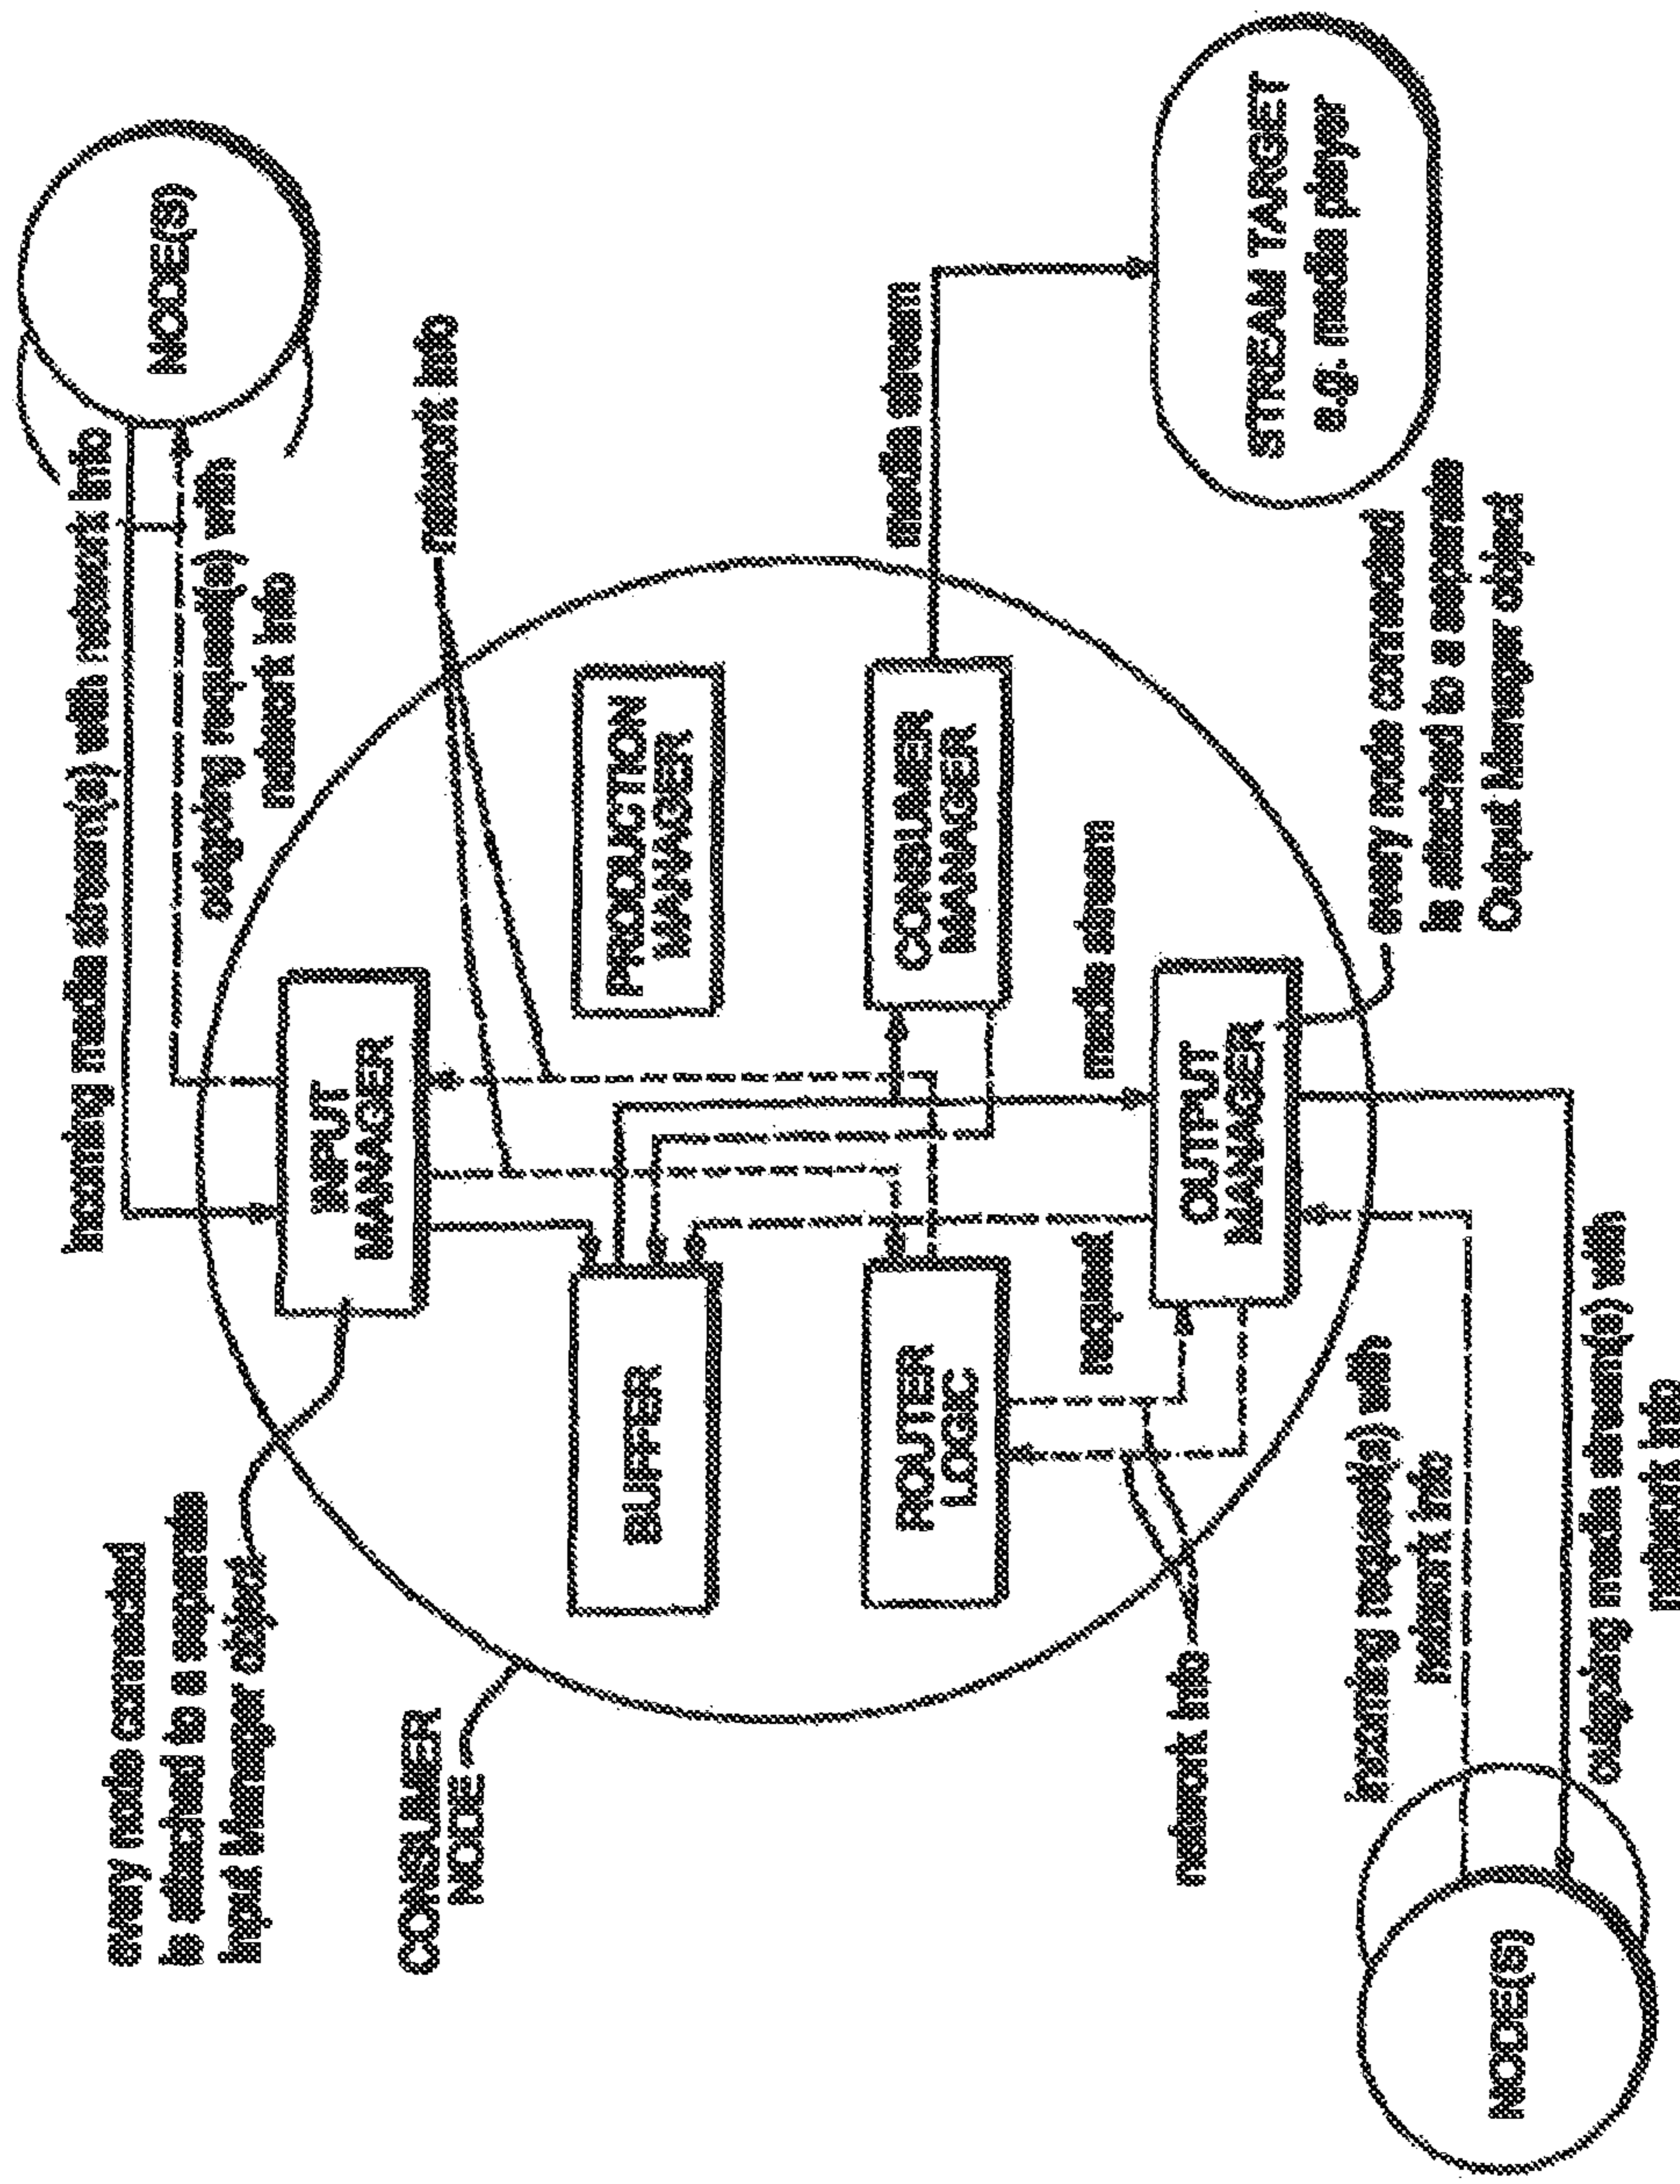 every node connected
is attached to a separate
Input Manager object
incoming media stream(s) with network info
outgoing request(s) with
network info
NODE(S)
CONSUMER
NODE
INPUT
MANAGER
network info
BUFFER
PRODUCTION
MANAGER
ROUTER
LOGIC
CONSUMER
MANAGER
media stream
request
media stream
network info
OUTPUT
MANAGER
STREAM TARGET
e.g. media player
every node connected
is attached to a separate
Output Manager object
incoming request(s) with
network info
NODE(S)
outgoing media stream(s) with
network info